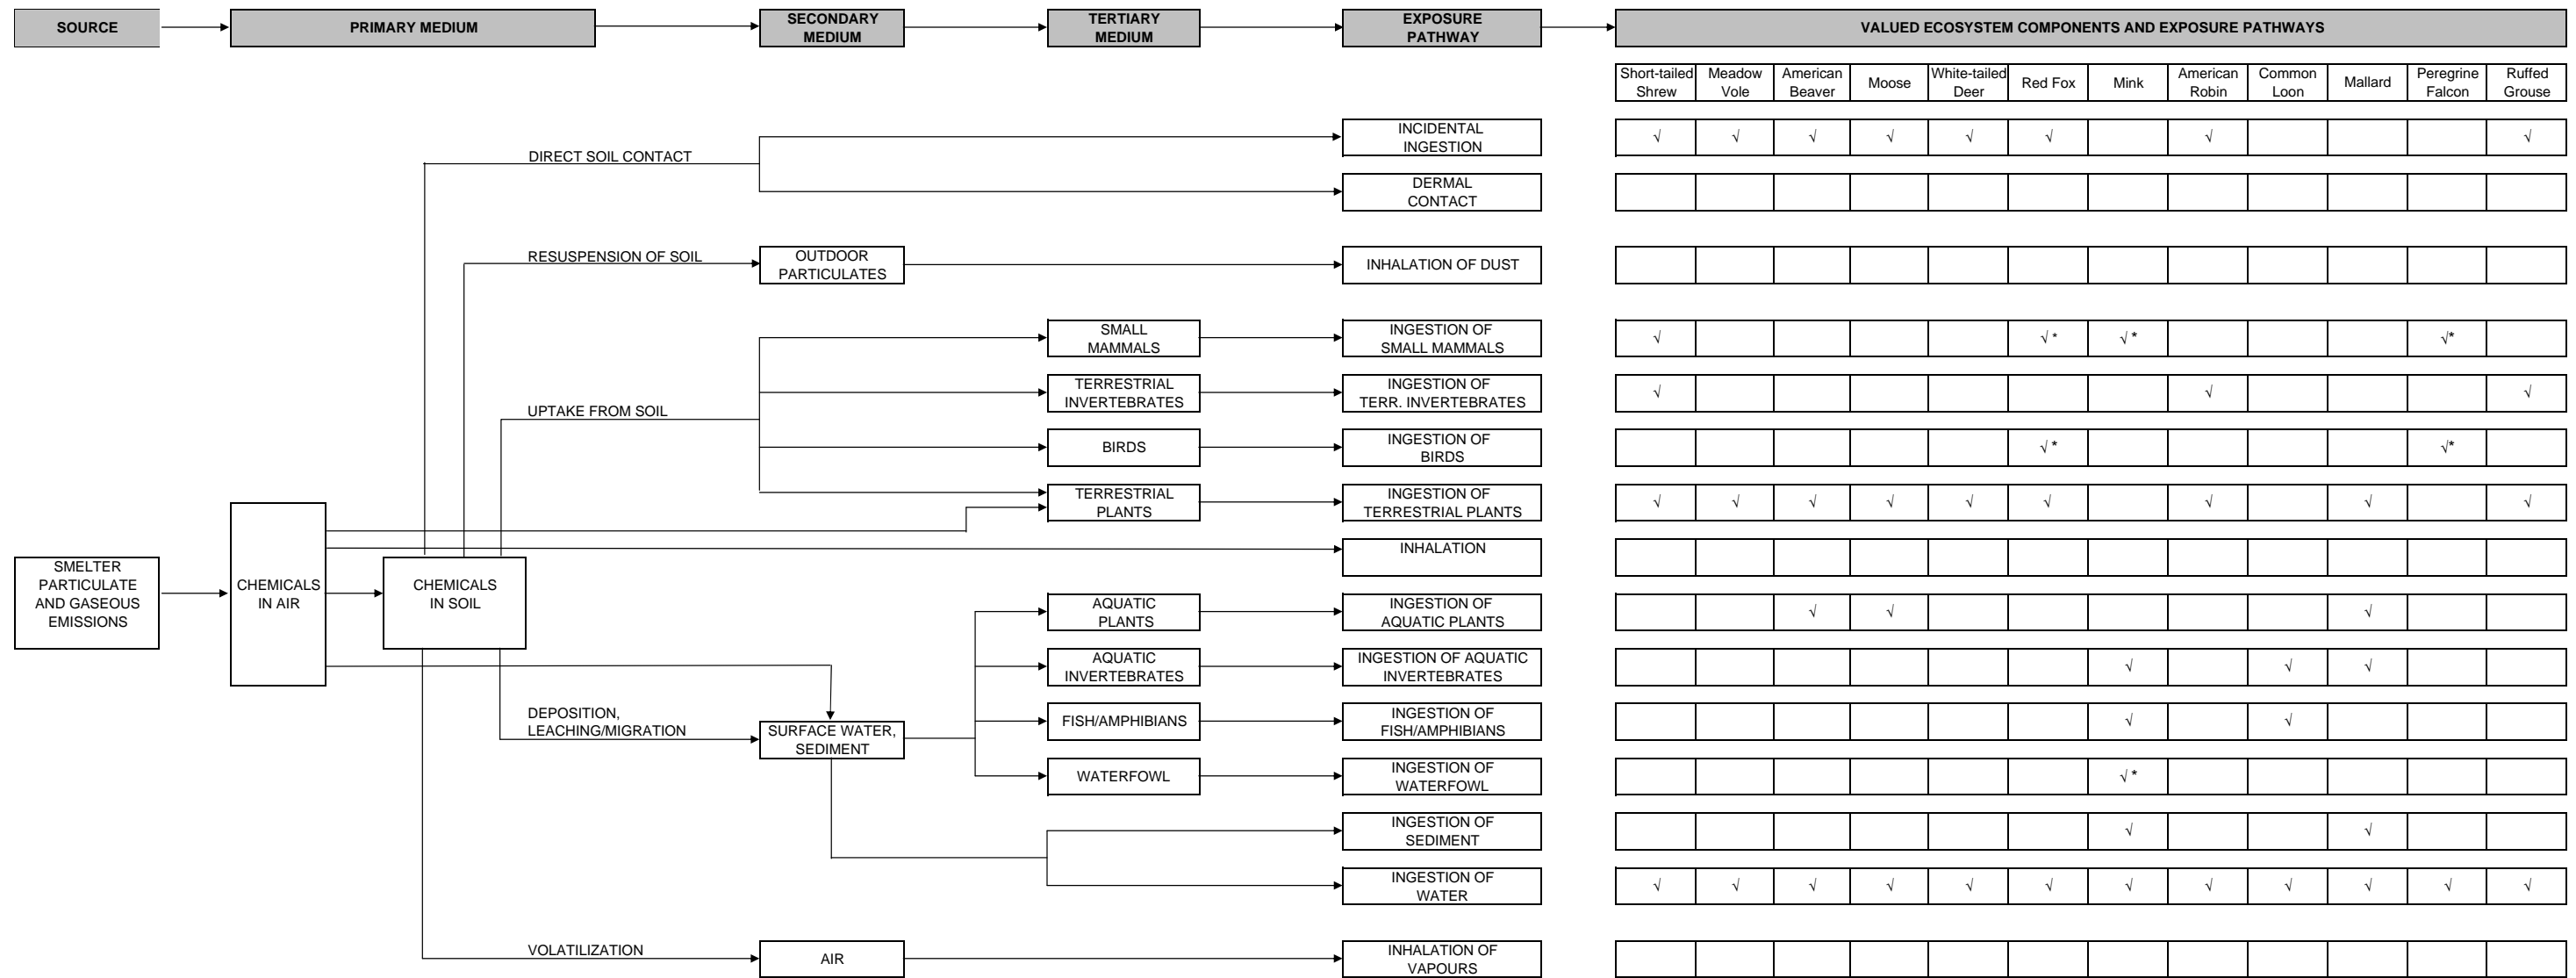 SOURCE
PRIMARY MEDIUM
SECONDARY
MEDIUM
TERTIARY
MEDIUM
EXPOSURE
PATHWAY
VALUED ECOSYSTEM COMPONENTS AND EXPOSURE PATHWAYS
Short-tailed
Shrew
Meadow
Vole
American
Beaver
Moose
White-tailed
Deer
Red Fox
Mink
American
Robin
Common
Loon
Mallard
Peregrine
Falcon
Ruffed
Grouse
DIRECT SOIL CONTACT
INCIDENTAL
INGESTION
√ √ √ √ √ √ √ √
DERMAL
CONTACT
RESUSPENSION OF SOIL
OUTDOOR
PARTICULATES
INHALATION OF DUST
SMALL
MAMMALS
INGESTION OF
SMALL MAMMALS
√ √ * √ * √*
UPTAKE FROM SOIL
TERRESTRIAL
INVERTEBRATES
INGESTION OF
TERR. INVERTEBRATES
√ √ √
BIRDS
INGESTION OF
BIRDS
√ * √*
TERRESTRIAL
PLANTS
INGESTION OF
TERRESTRIAL PLANTS
√ √ √ √ √ √ √ √ √
INHALATION
SMELTER
PARTICULATE
AND GASEOUS
EMISSIONS
CHEMICALS
IN AIR
CHEMICALS
IN SOIL
AQUATIC
PLANTS
INGESTION OF
AQUATIC PLANTS
√ √ √
AQUATIC
INVERTEBRATES
INGESTION OF AQUATIC
INVERTEBRATES
√ √ √
DEPOSITION,
LEACHING/MIGRATION
SURFACE WATER,
SEDIMENT
FISH/AMPHIBIANS
INGESTION OF
FISH/AMPHIBIANS
√ √
WATERFOWL
INGESTION OF
WATERFOWL
√ *
INGESTION OF
SEDIMENT
√ √
INGESTION OF
WATER
√ √ √ √ √ √ √ √ √ √ √ √
VOLATILIZATION
AIR
INHALATION OF
VAPOURS